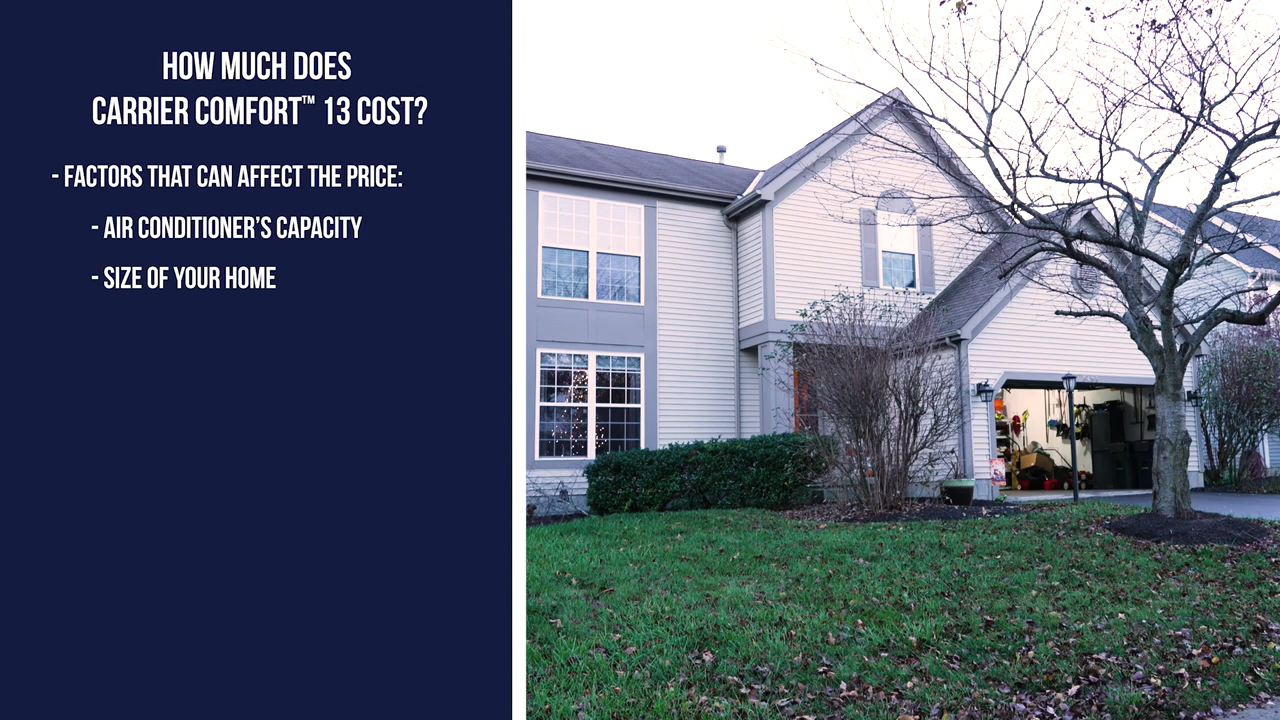 HOW MUCH DOES
CARRIER COMFORT™ 13 COST?
- FACTORS THAT CAN AFFECT THE PRICE:
- AIR CONDITIONER'S CAPACITY
- SIZE OF YOUR HOME